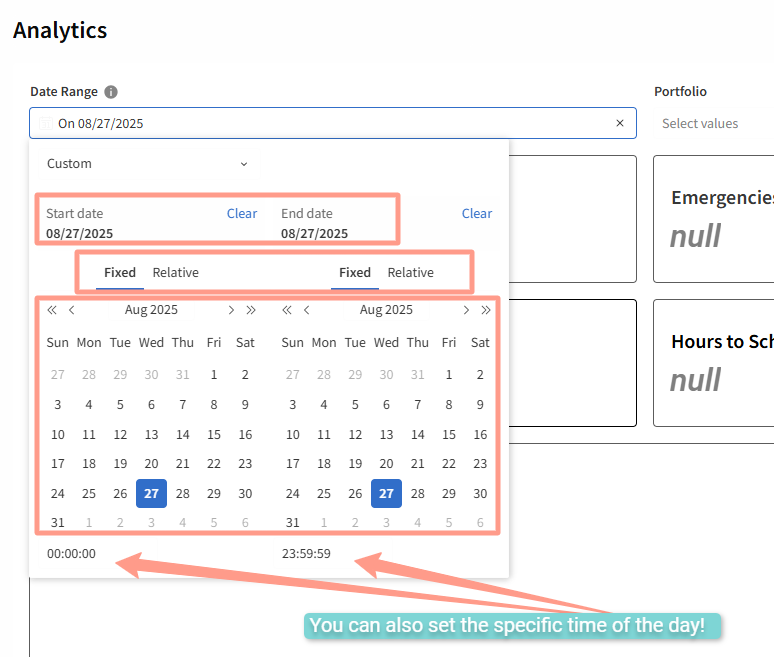 Analytics
Date Range
Portfolio
On 08/27/2025
Select values
Custom
Start date Clear End date Clear
08/27/2025 08/27/2025
Fixed Relative Fixed Relative
Aug 2025 Aug 2025
Sun Mon Tue Wed Thu Fri Sat Sun Mon Tue Wed Thu Fri Sat
27 28 29 30 31 1 2 27 28 29 30 31 1 2
3 4 5 6 7 8 9 3 4 5 6 7 8 9
10 11 12 13 14 15 16 10 11 12 13 14 15 16
17 18 19 20 21 22 23 17 18 19 20 21 22 23
24 25 26 27 28 29 30 24 25 26 27 28 29 30
31 1 2 3 4 5 6 31 1 2 3 4 5 6
00:00:00 23:59:59
Emergencies
null
Hours to Sch
null
You can also set the specific time of the day!